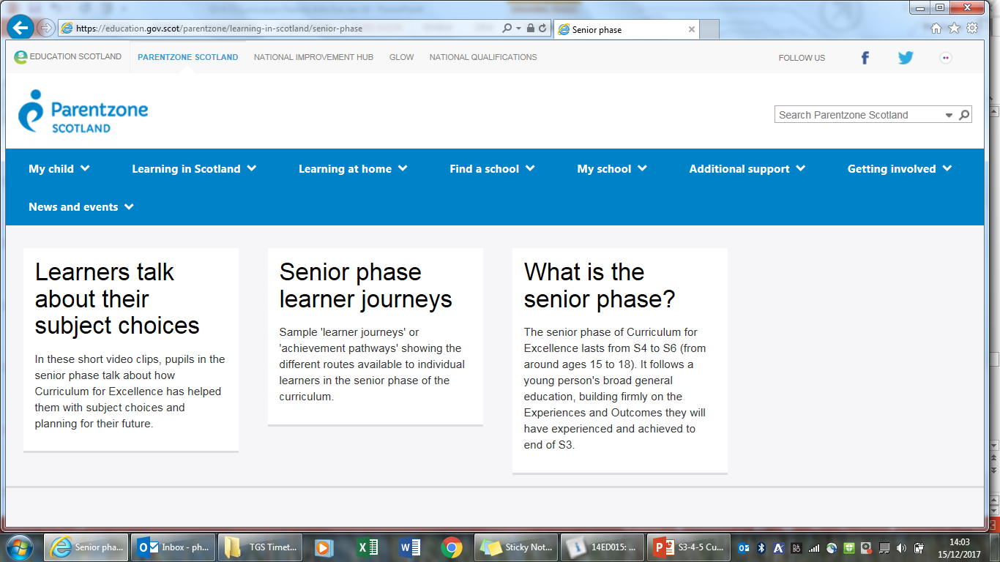 https://education.gov.scot/parentzone/learning-in-scotland/senior-phase
Senior phase
EDUCATION SCOTLAND
PARENTZONE SCOTLAND
NATIONAL IMPROVEMENT HUB
GLOW
NATIONAL QUALIFICATIONS
FOLLOW US
Parentzone
SCOTLAND
Search Parentzone Scotland
My child
Learning in Scotland
Learning at home
Find a school
My school
Additional support
Getting involved
News and events
Learners talk
about their
subject choices
In these short video clips, pupils in the
senior phase talk about how
Curriculum for Excellence has helped
them with subject choices and
planning for their future.
Senior phase
learner journeys
Sample 'learner journeys' or
'achievement pathways' showing the
different routes available to individual
learners in the senior phase of the
curriculum.
What is the
senior phase?
The senior phase of Curriculum for
Excellence lasts from S4 to S6 (from
around ages 15 to 18). It follows a
young person's broad general
education, building firmly on the
Experiences and Outcomes they will
have experienced and achieved to
end of S3.
Senior pha...
Inbox - ph...
TGS Timet...
Sticky Not...
14ED015: ...
S3-4-5 Cu...
14:03
15/12/2017